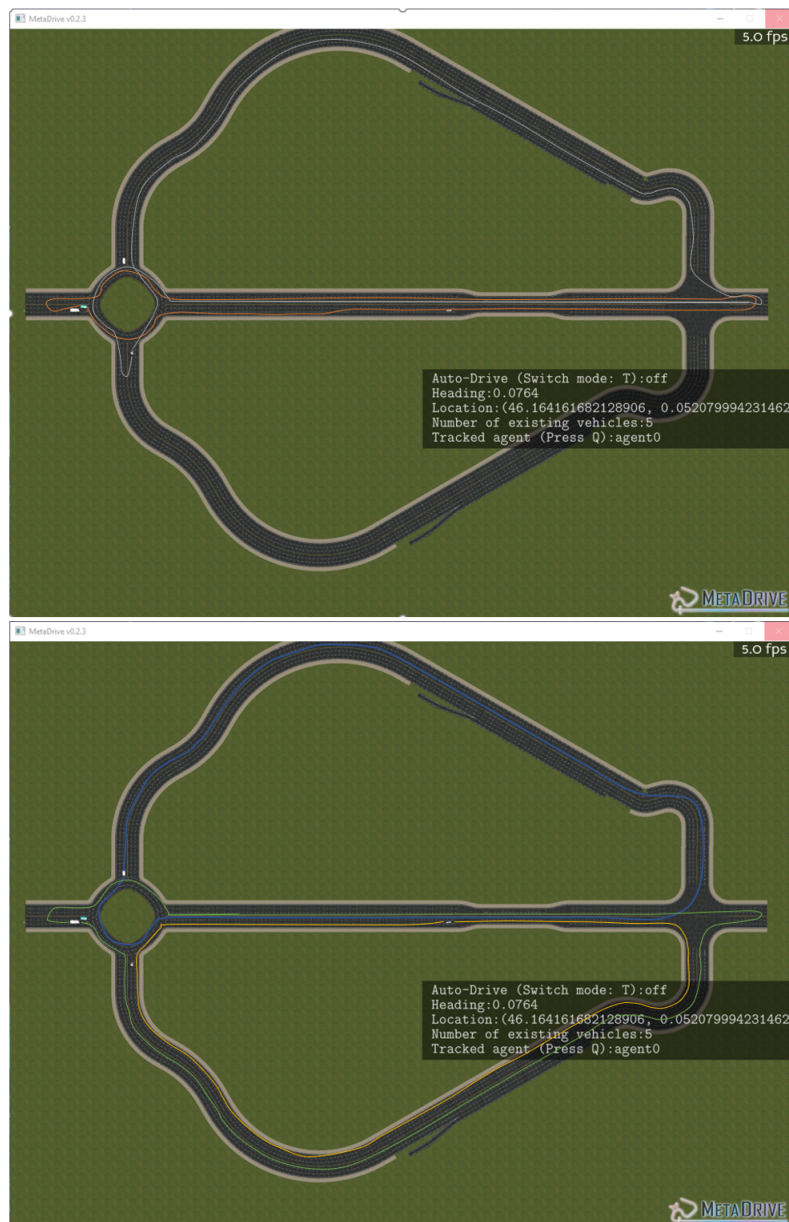 MetaDrive v0.2.3
5.0 fps
Auto-Drive (Switch mode: T):off
Heading:0.0764
Location:(46.164161682128906, 0.052079994231462
Number of existing vehicles:5
Tracked agent (Press Q):agent0
METADRIVE
MetaDrive v0.2.3
5.0 fps
Auto-Drive (Switch mode: T):off
Heading:0.0764
Location:(46.164161682128906, 0.052079994231462
Number of existing vehicles:5
Tracked agent (Press Q):agent0
METADRIVE